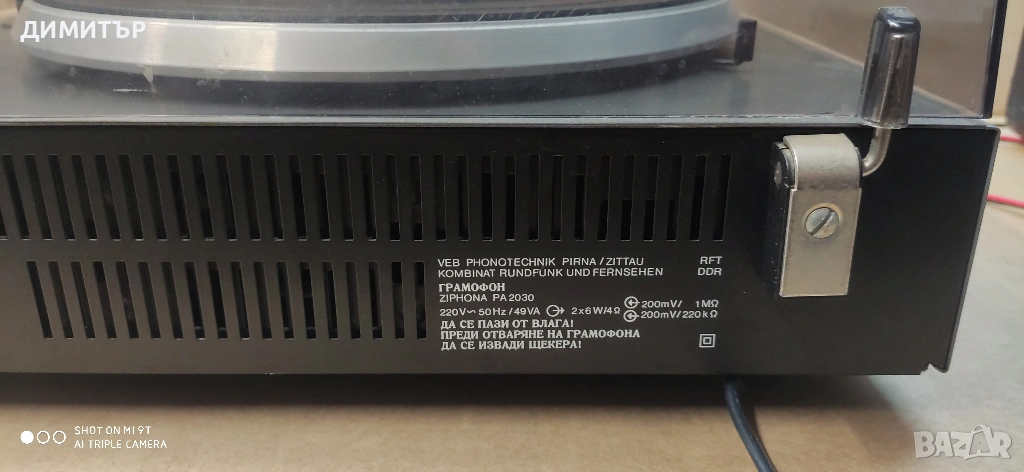 ДИМИТЪР
VEB PHONOTECHNIK PIRNA/ZITTAU RFT
KOMBINAT RUNDFUNK UND FERNSEHEN DDR
ГРАМОФОН
ZIPHONA PA 2030
220V~ 50Hz/49VA 2x6W/4Ω 200mV/ 1MΩ
200mV/220kΩ
ДА СЕ ПАЗИ ОТ ВЛАГА!
ПРЕДИ ОТВАРЯНЕ НА ГРАМОФОНА
ДА СЕ ИЗВАДИ ЩЕКЕРА!
SHOT ON MI 9T
AI TRIPLE CAMERA
BAZAR